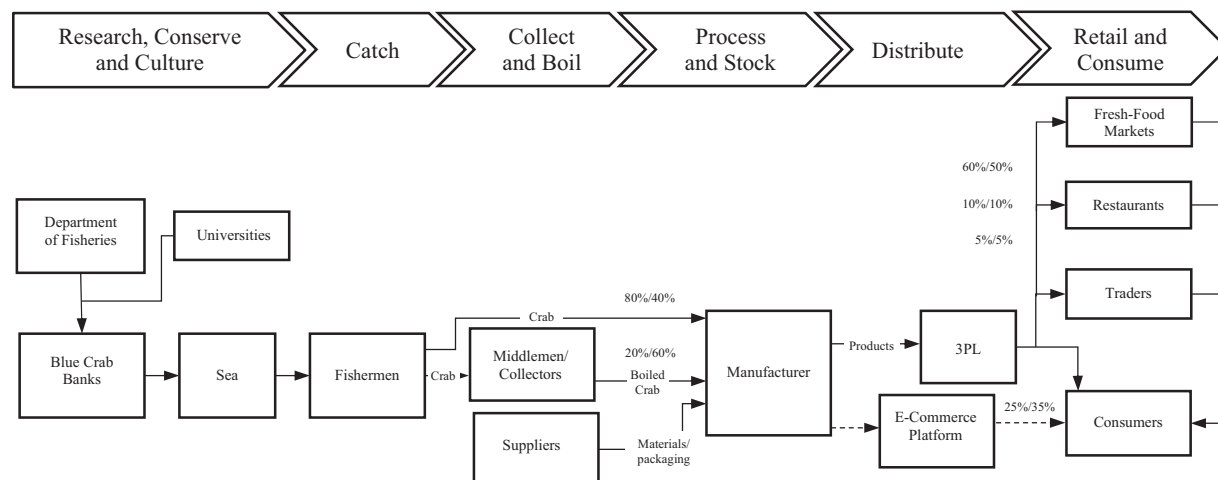 Research, Conserve
and Culture
Catch
Collect
and Boil
Process
and Stock
Distribute
Retail and
Consume
Fresh-Food
Markets
60%/50%
Department
of Fisheries
Universities
10%/10%
Restaurants
5%/5%
80%/40%
Traders
Crab
Blue Crab
Banks
Sea
Fishermen
Crab
Middlemen/
Collectors
20%/60%
Boiled
Crab
Manufacturer
Products
3PL
Suppliers
Materials/
packaging
E-Commerce
Platform
25%/35%
Consumers